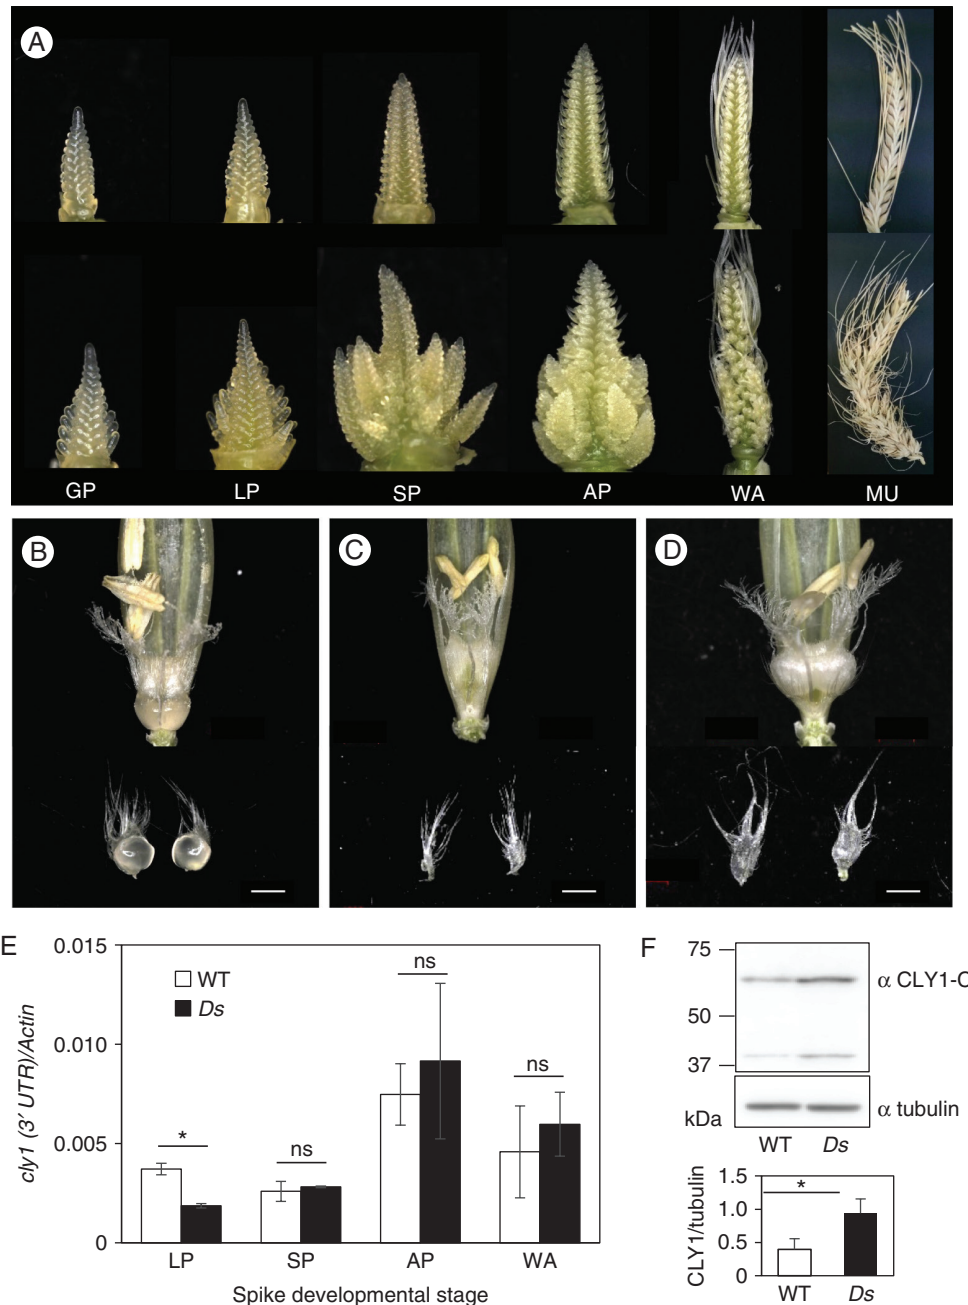 A
GP LP SP AP WA MU
B C D
E
0.015
0.010
0.005
0
cly1 (3′ UTR)/Actin
WT
Ds
*
ns
ns
ns
LP SP AP WA
Spike developmental stage
F
75
50
37
kDa
α CLY1-C
α tubulin
WT Ds
CLY1/tubulin
1.5
1.0
0.5
0
*
WT Ds